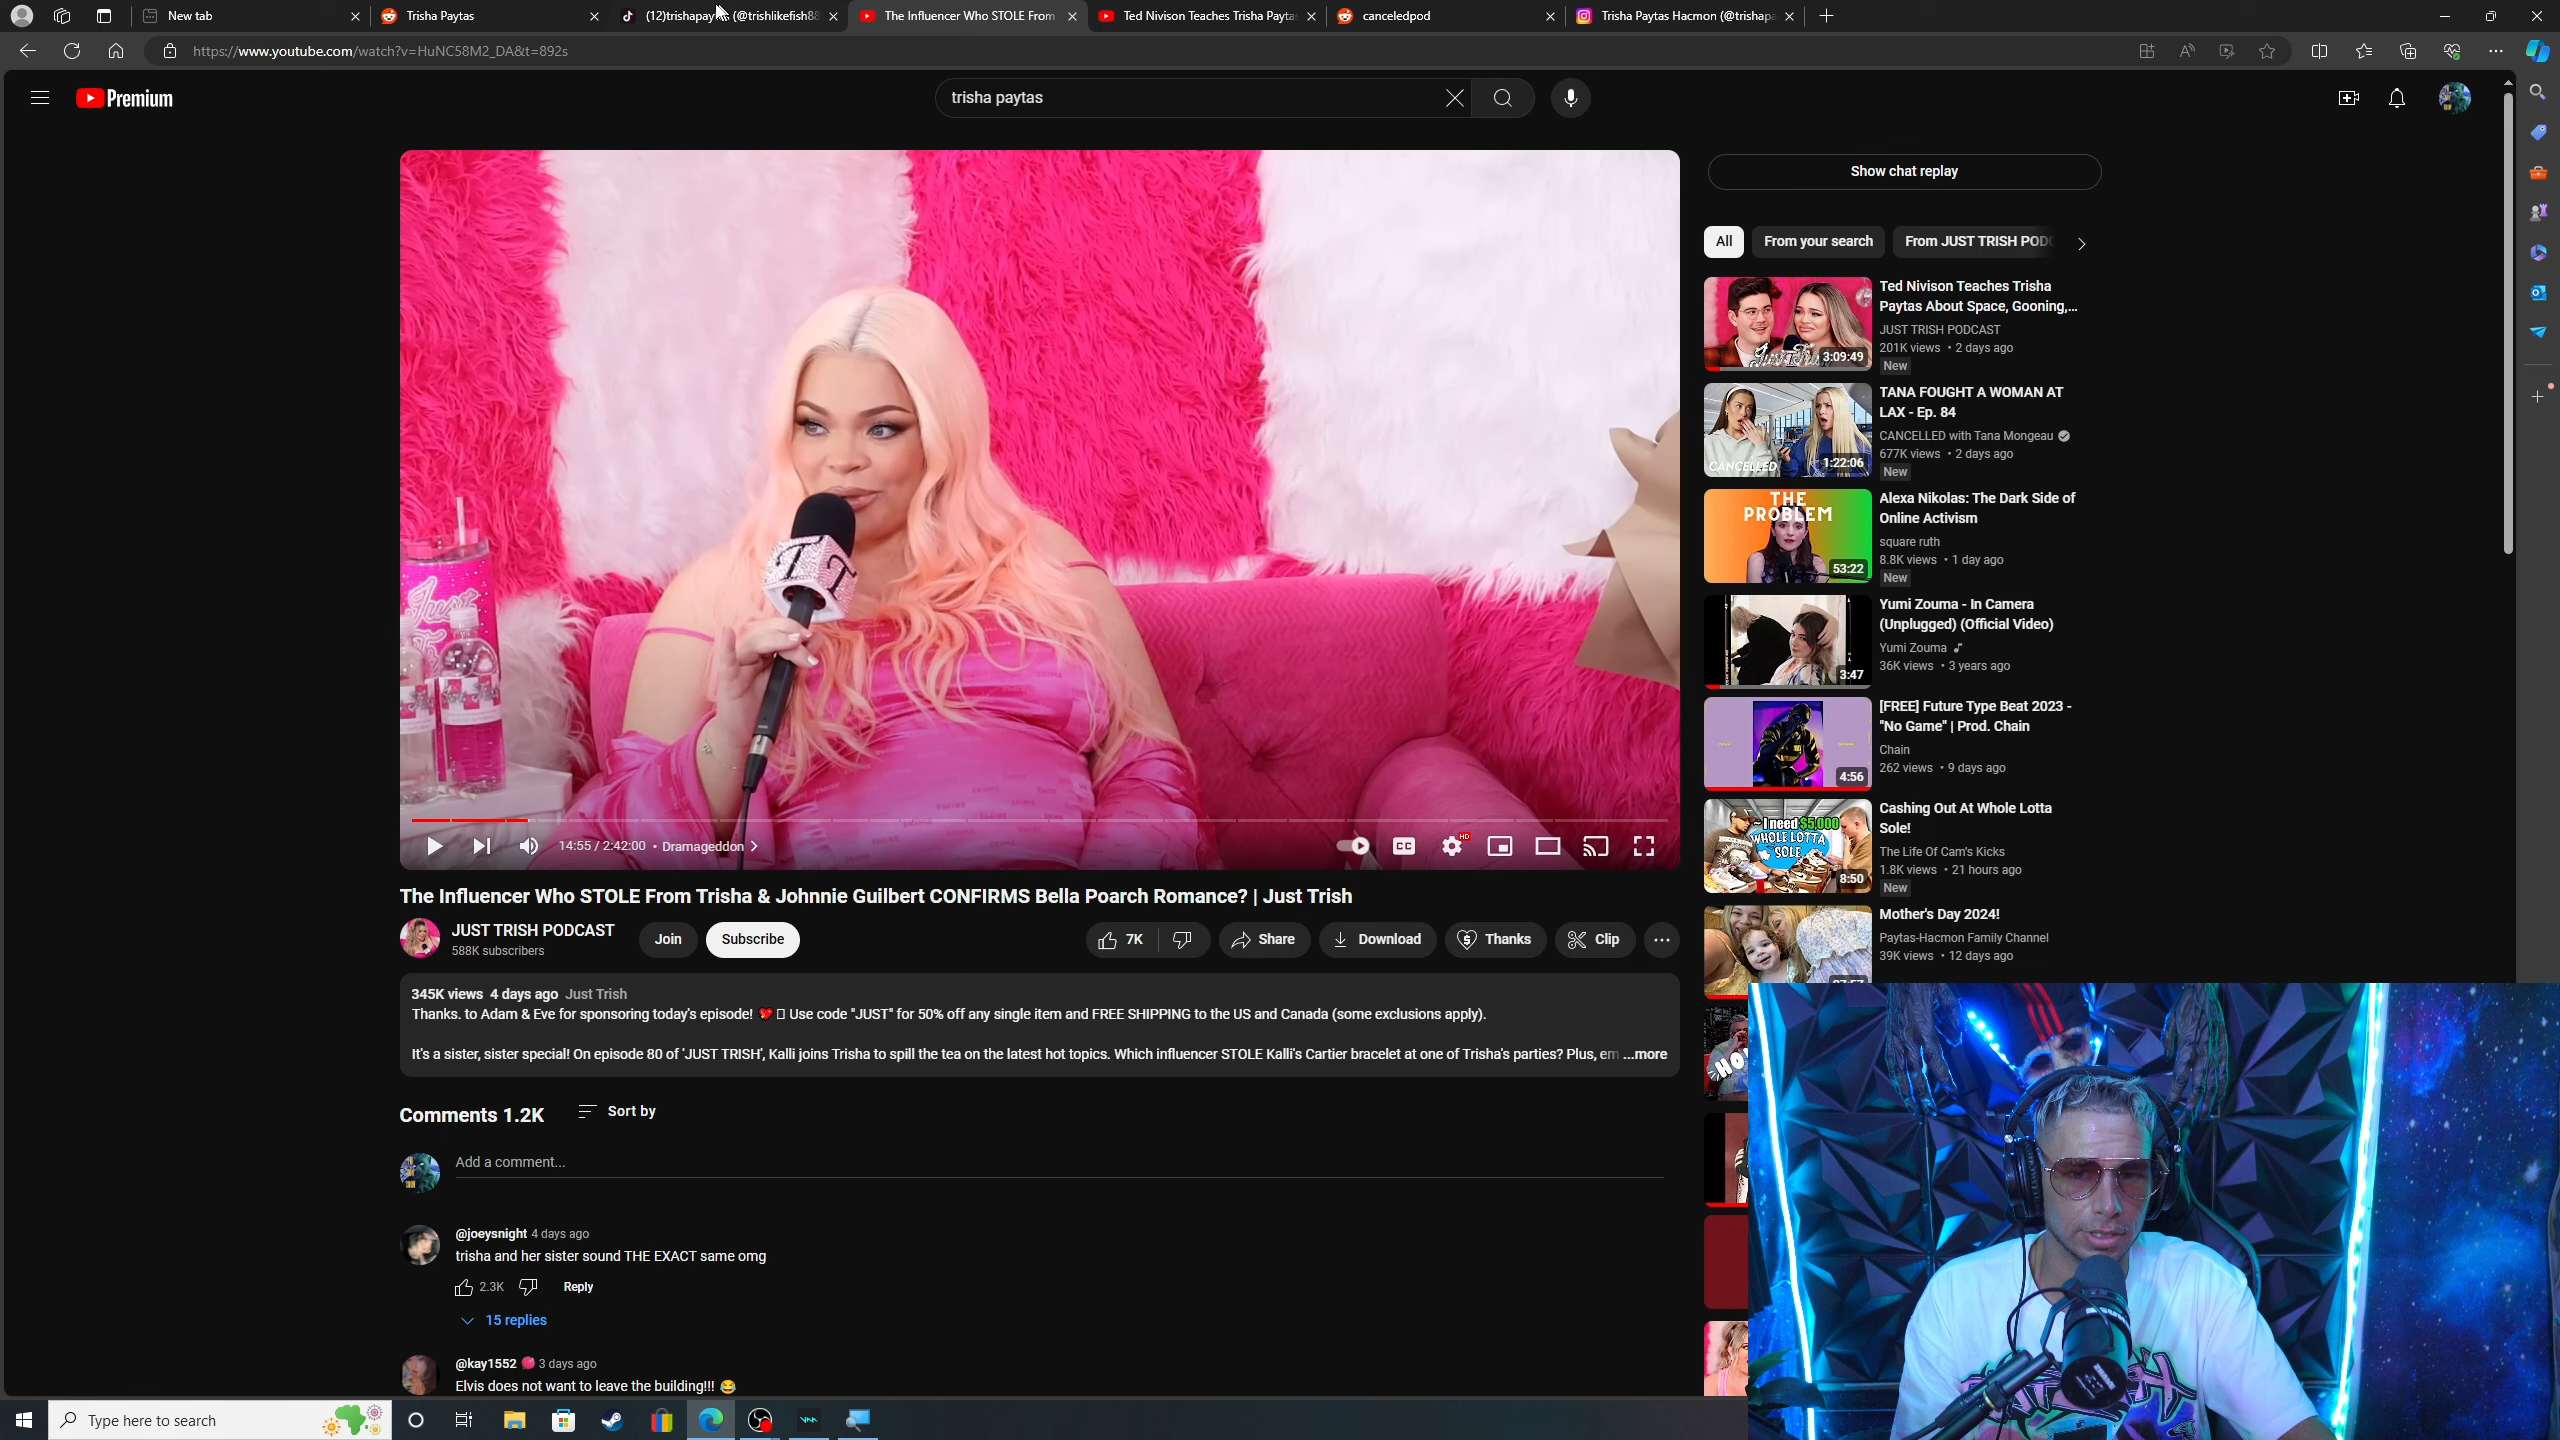 New tab
Trisha Paytas
(12)trishapay
(@trishlikefish88
The Influencer Who STOLE From
Ted Nivison Teaches Trisha Payta
canceledpod
Trisha Paytas Hacmon (@trishapa
https://www.youtube.com/watch?v=HuNC58M2_DA&t=892s
Premium
trisha paytas
Show chat replay
All
From your search
From JUST TRISH PODC
Ted Nivison Teaches Trisha
Paytas About Space, Gooning,...
JUST TRISH PODCAST
201K views • 2 days ago
New
3:09:49
TANA FOUGHT A WOMAN AT
LAX - Ep. 84
CANCELLED with Tana Mongeau
677K views • 2 days ago
New
CANCELLED
1:22:06
THE
PROBLEM
53:22
Alexa Nikolas: The Dark Side of
Online Activism
square ruth
8.8K views • 1 day ago
New
Yumi Zouma - In Camera
(Unplugged) (Official Video)
Yumi Zouma
36K views • 3 years ago
3:47
[FREE] Future Type Beat 2023 -
"No Game" | Prod. Chain
Chain
262 views • 9 days ago
4:56
I need $5,000
WHOLE LOTTA
SOLE
8:50
Cashing Out At Whole Lotta
Sole!
The Life Of Cam's Kicks
1.8K views • 21 hours ago
New
Mother's Day 2024!
Paytas-Hacmon Family Channel
39K views • 12 days ago
14:55 / 2:42:00 • Dramageddon
CC
HD
The Influencer Who STOLE From Trisha & Johnnie Guilbert CONFIRMS Bella Poarch Romance? | Just Trish
JUST TRISH PODCAST
588K subscribers
Join
Subscribe
7K
Share
Download
Thanks
Clip
345K views 4 days ago Just Trish
Thanks. to Adam & Eve for sponsoring today's episode! 💖 Use code "JUST" for 50% off any single item and FREE SHIPPING to the US and Canada (some exclusions apply).
It's a sister, sister special! On episode 80 of 'JUST TRISH', Kalli joins Trisha to spill the tea on the latest hot topics. Which influencer STOLE Kalli's Cartier bracelet at one of Trisha's parties? Plus, em ...more
Comments 1.2K
Sort by
Add a comment...
@joeysnight 4 days ago
trisha and her sister sound THE EXACT same omg
2.3K
Reply
15 replies
@kay1552 3 days ago
Elvis does not want to leave the building!!! 😂
Type here to search